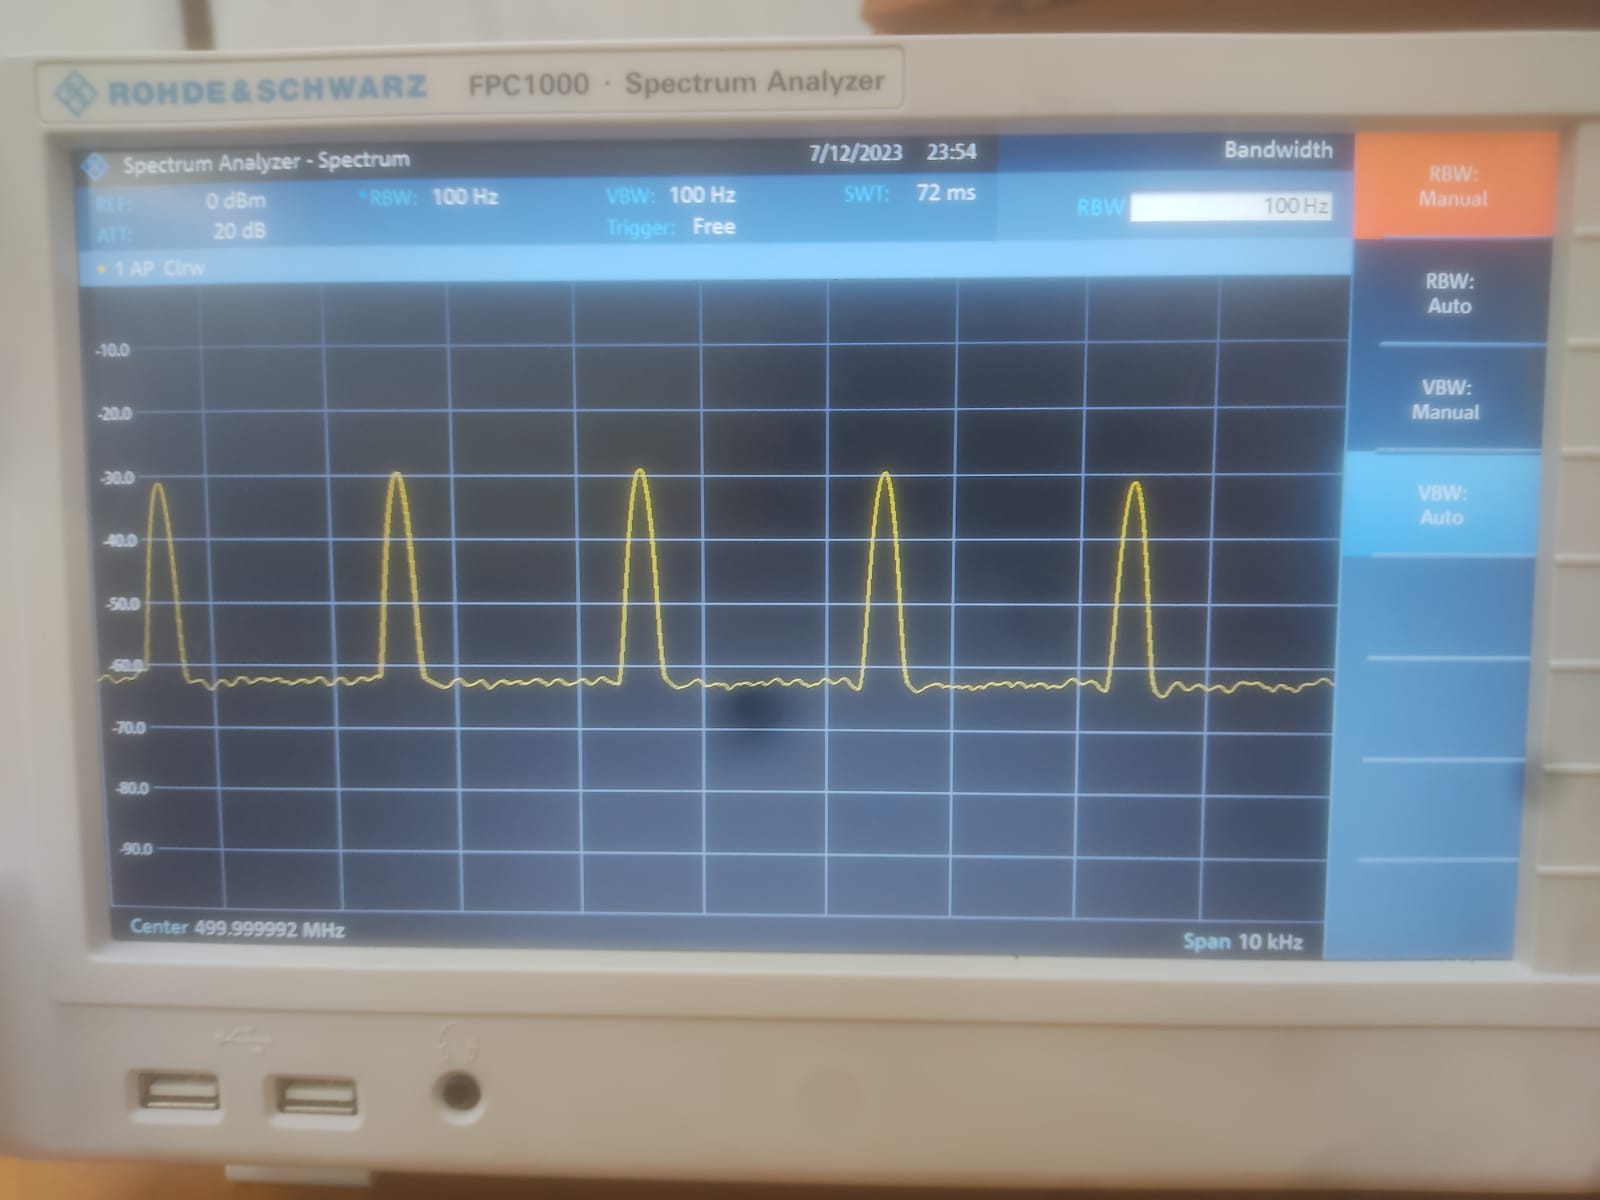 ROHDE&SCHWARZ FPC1000 · Spectrum Analyzer
Spectrum Analyzer - Spectrum 7/12/2023 23:54 Bandwidth
REF: 0 dBm *RBW: 100 Hz VBW: 100 Hz SWT: 72 ms RBW 100 Hz
ATT: 20 dB Trigger: Free
1 AP Clrw
RBW:
Manual
RBW:
Auto
VBW:
Manual
VBW:
Auto
-10.0
-20.0
-30.0
-40.0
-50.0
-60.0
-70.0
-80.0
-90.0
Center 499.999992 MHz Span 10 kHz